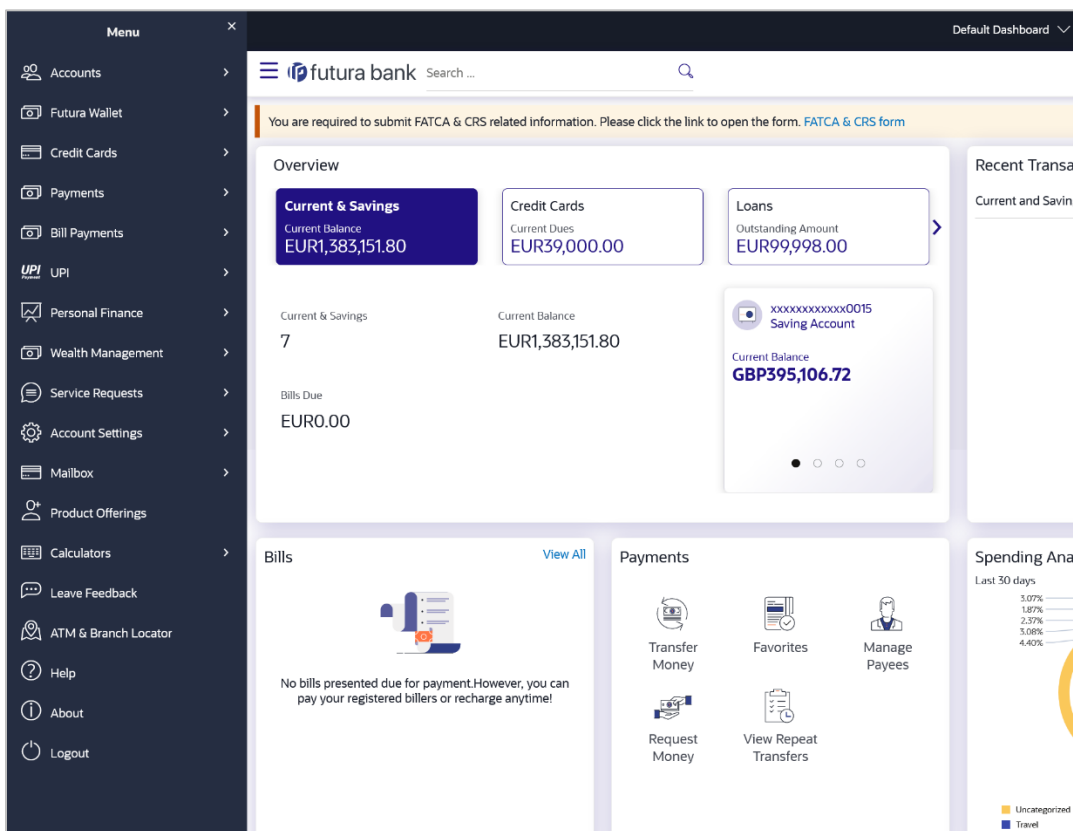 Menu
×
Accounts
Futura Wallet
Credit Cards
Payments
Bill Payments
UPI UPI
Personal Finance
Wealth Management
Service Requests
Account Settings
Mailbox
Product Offerings
Calculators
Leave Feedback
ATM & Branch Locator
Help
About
Logout
Default Dashboard
futura bank
Search ...
You are required to submit FATCA & CRS related information. Please click the link to open the form. FATCA & CRS form
Overview
Current & Savings
Current Balance
EUR1,383,151.80
Credit Cards
Current Dues
EUR39,000.00
Loans
Outstanding Amount
EUR99,998.00
Current & Savings
7
Current Balance
EUR1,383,151.80
Bills Due
EUR0.00
xxxxxxxxxxxx0015
Saving Account
Current Balance
GBP395,106.72
Recent Transa
Current and Savin
Bills
View All
No bills presented due for payment.However, you can
pay your registered billers or recharge anytime!
Payments
Transfer
Money
Favorites
Manage
Payees
Request
Money
View Repeat
Transfers
Spending Ana
Last 30 days
3.07%
1.87%
2.37%
3.08%
4.40%
Uncategorized
Travel